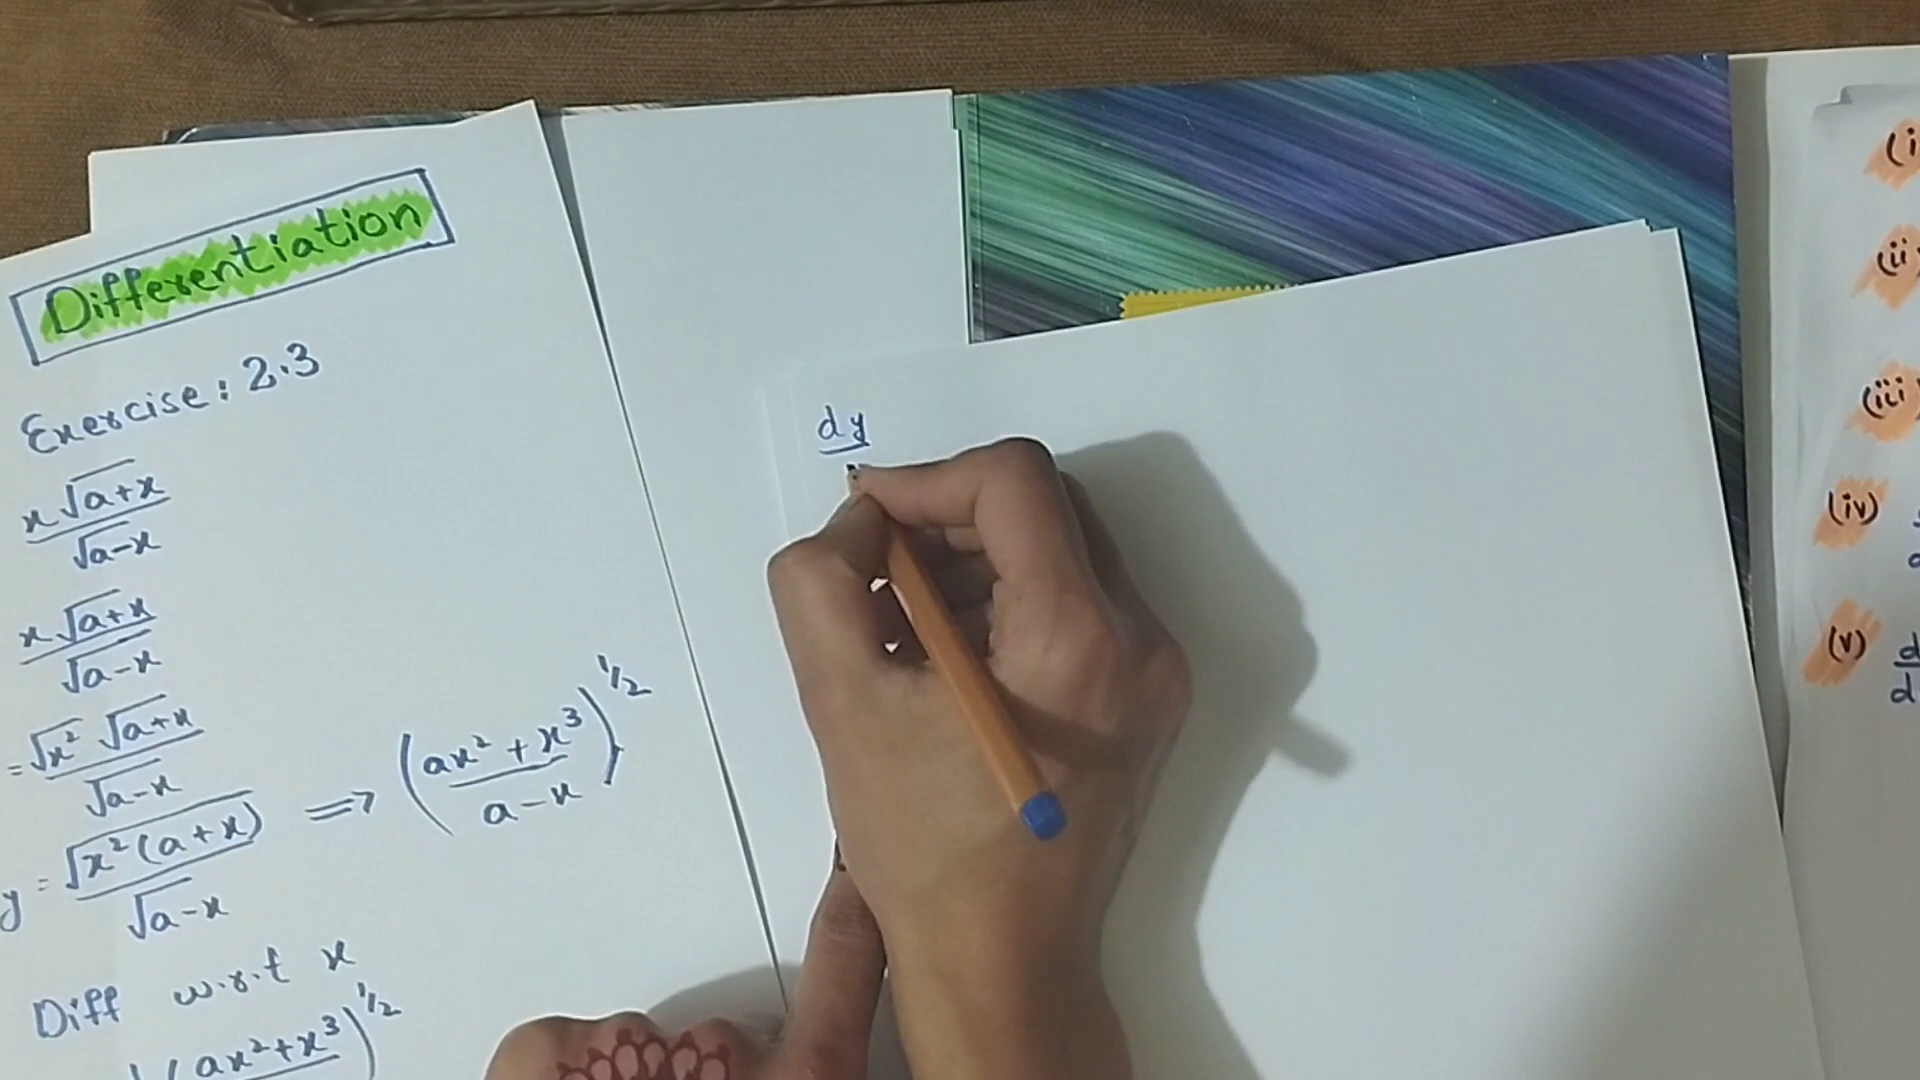 Differentiation
Exercise: 2.3
x√a+x
√a-x
x√a+x
√a-x
= √x² √a+x
√a-x
y = √x²(a+x)
√a-x
=> (ax² + x³)^1/2
a-x
Diff w.r.t x
(ax²+x³)^1/2
dy
(i
(ii)
(iii)
(iv)
(v) d
d